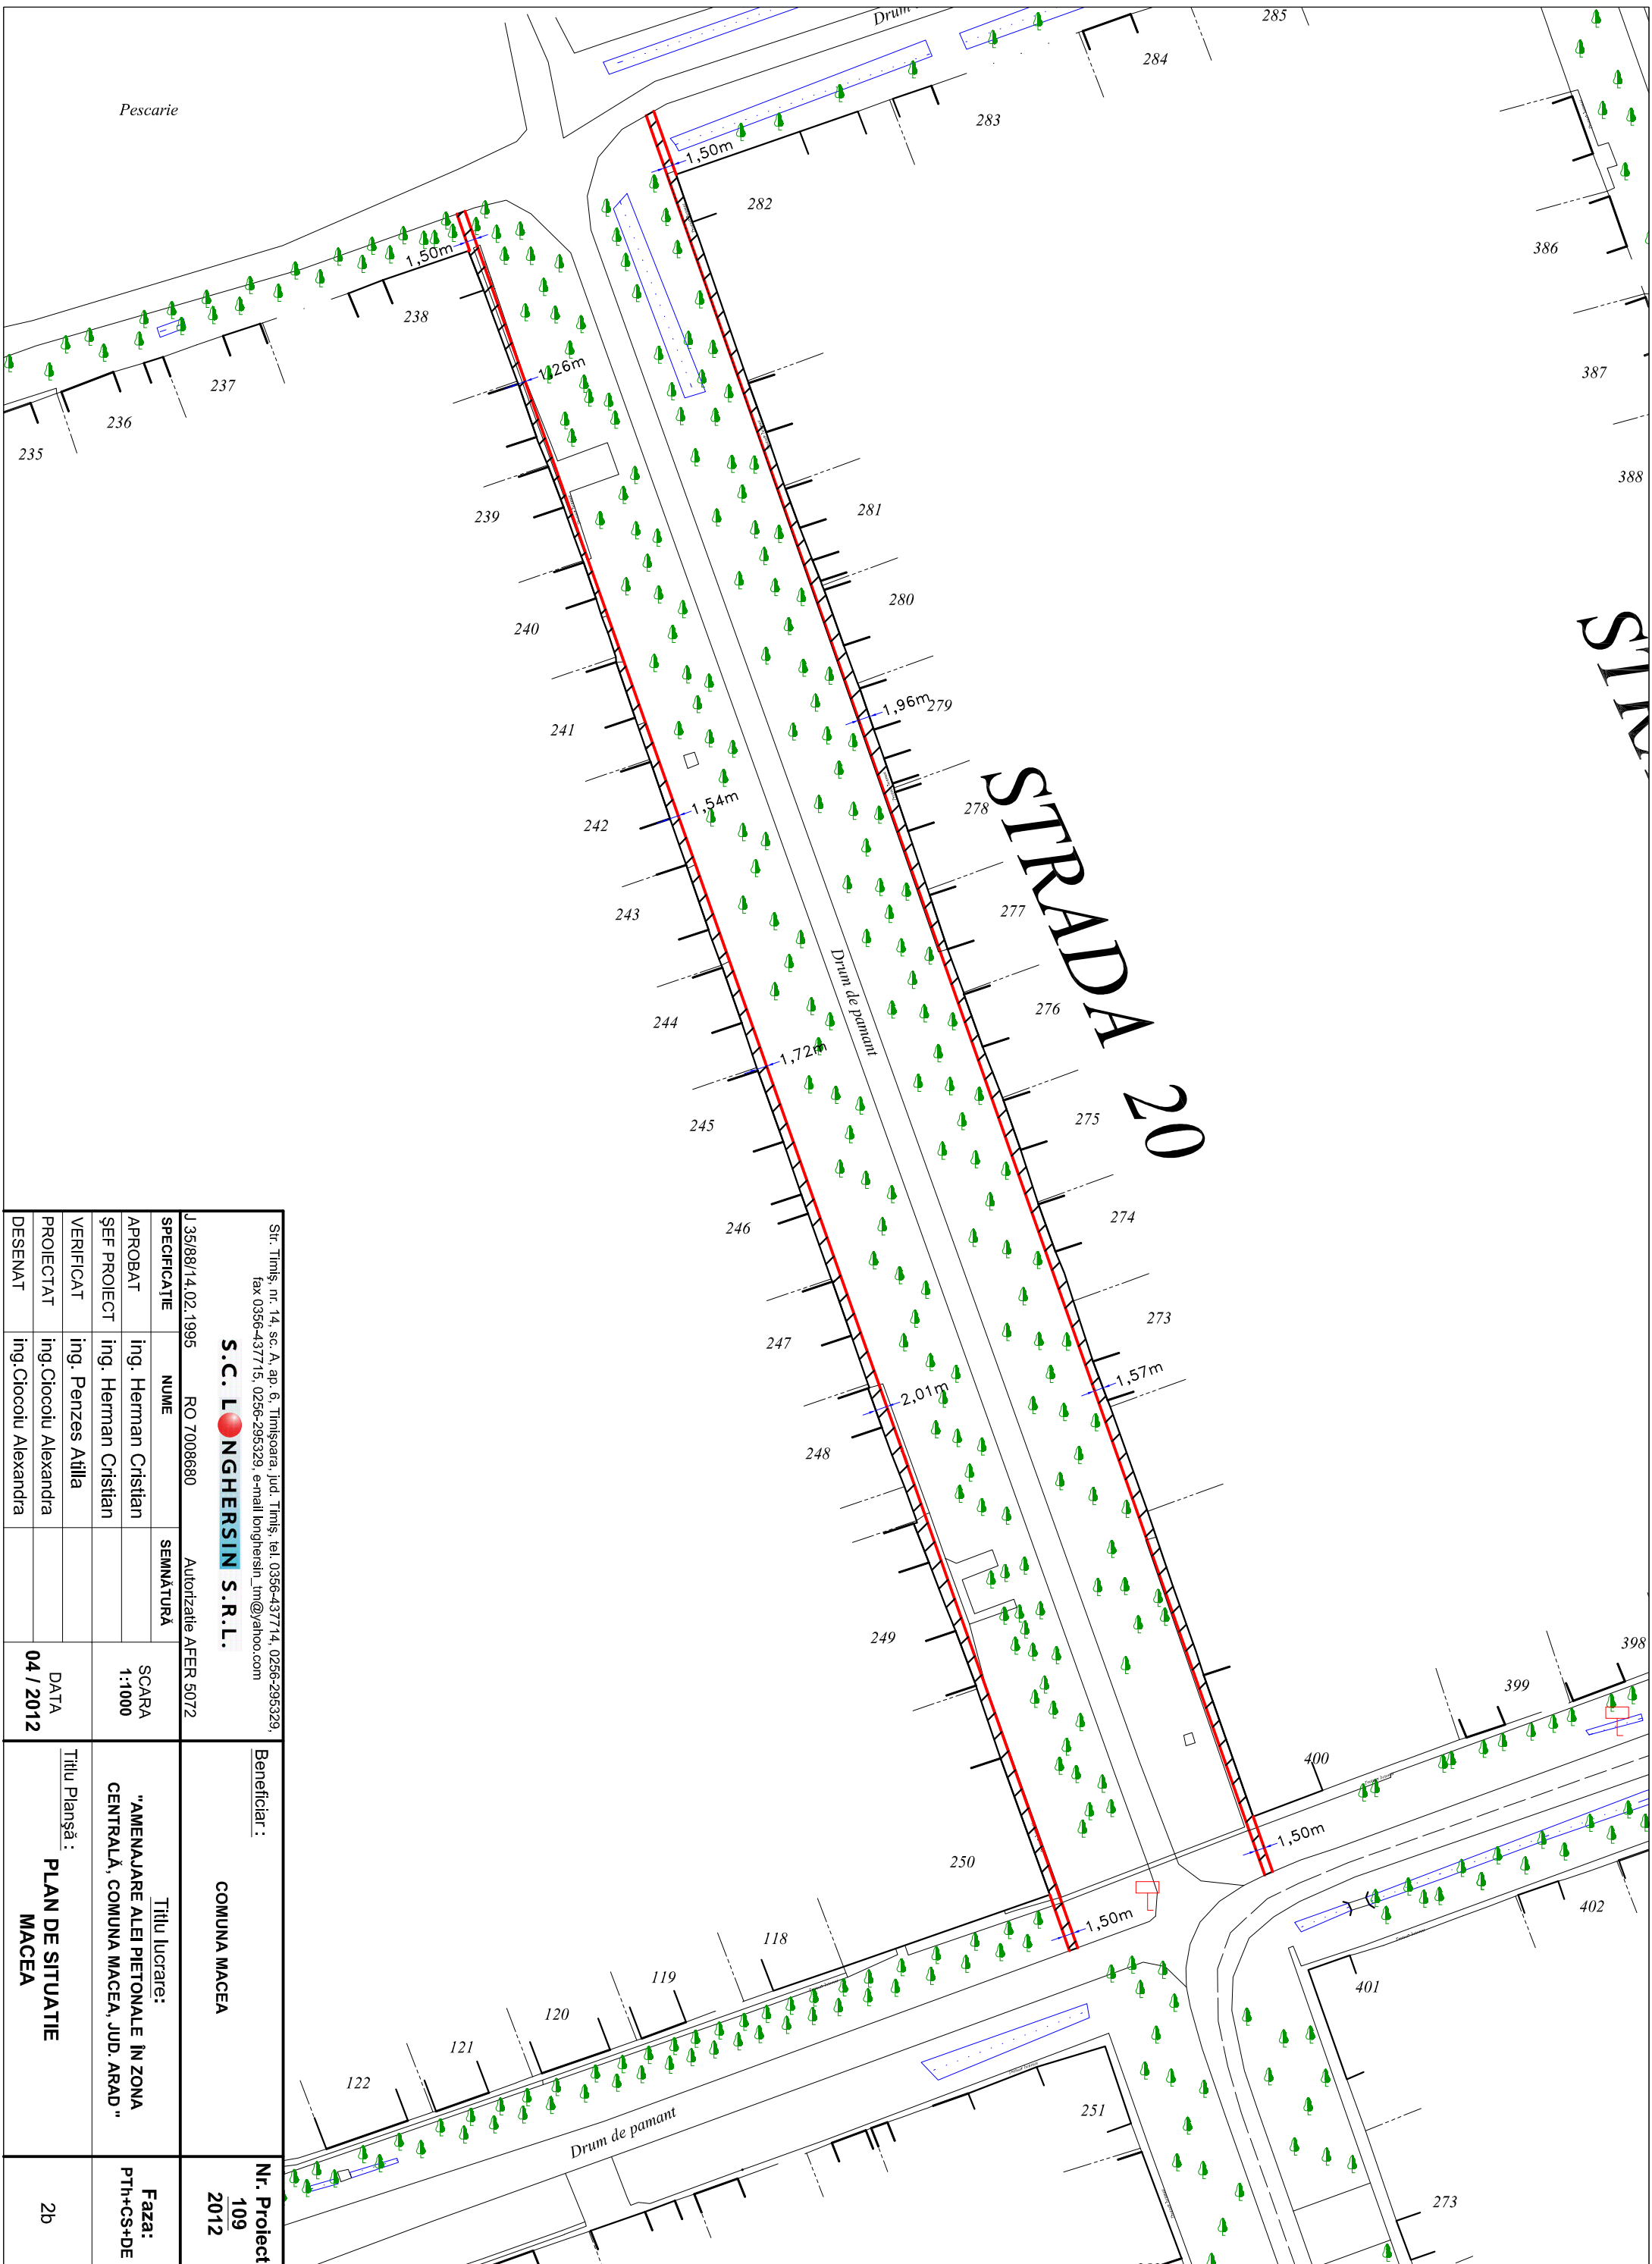 Drum
285
284
283
Pescarie
1,50m
282
386
1,50m
238
387
237
1,26m
236
235
388
281
239
280
240
241
1,96m
279
STRADA 20
278
1,54m
242
277
243
Drum de pamant
276
244
1,72m
275
245
274
246
273
247
1,57m
2,01m
248
249
398
399
400
1,50m
250
402
1,50m
118
401
119
120
121
122
251
Drum de pamant
273
Str. Timiş, nr. 14, sc. A, ap. 6, Timişoara, jud. Timiş, tel. 0356-437714, 0256-295329,
fax 0356-437715, 0256-295329, e-mail longhersin_tm@yahoo.com
S.C. LONGHERSIN S.R.L.
J 35/88/14.02.1995 RO 7008680 Autorizatie AFER 5072
SPECIFICAŢIE NUME SEMNĂTURĂ
APROBAT ing. Herman Cristian
ŞEF PROIECT ing. Herman Cristian
VERIFICAT ing. Penzes Atilla
PROIECTAT ing.Ciocoiu Alexandra
DESENAT ing.Ciocoiu Alexandra
SCARA
1:1000
DATA
04 / 2012
Beneficiar :
COMUNA MACEA
Titlu lucrare:
"AMENAJARE ALEI PIETONALE ÎN ZONA
CENTRALĂ, COMUNA MACEA, JUD. ARAD "
Titlu Planşă :
PLAN DE SITUATIE
MACEA
Nr. Proiect
109
2012
Faza:
PTh+CS+DE
2b